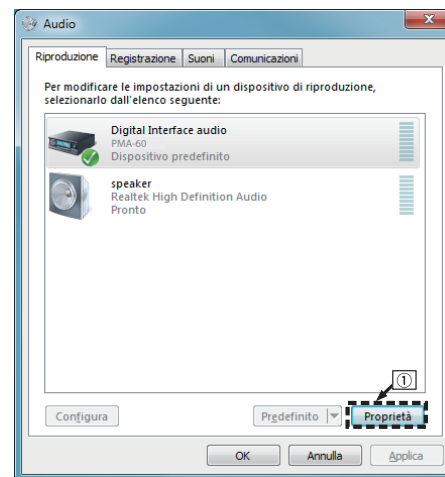 Audio
Riproduzione Registrazione Suoni Comunicazioni
Per modificare le impostazioni di un dispositivo di riproduzione,
selezionarlo dall'elenco seguente:
Digital Interface audio
PMA-60
Dispositivo predefinito
speaker
Realtek High Definition Audio
Pronto
①
Configura Predefinito Proprietà
OK Annulla Applica